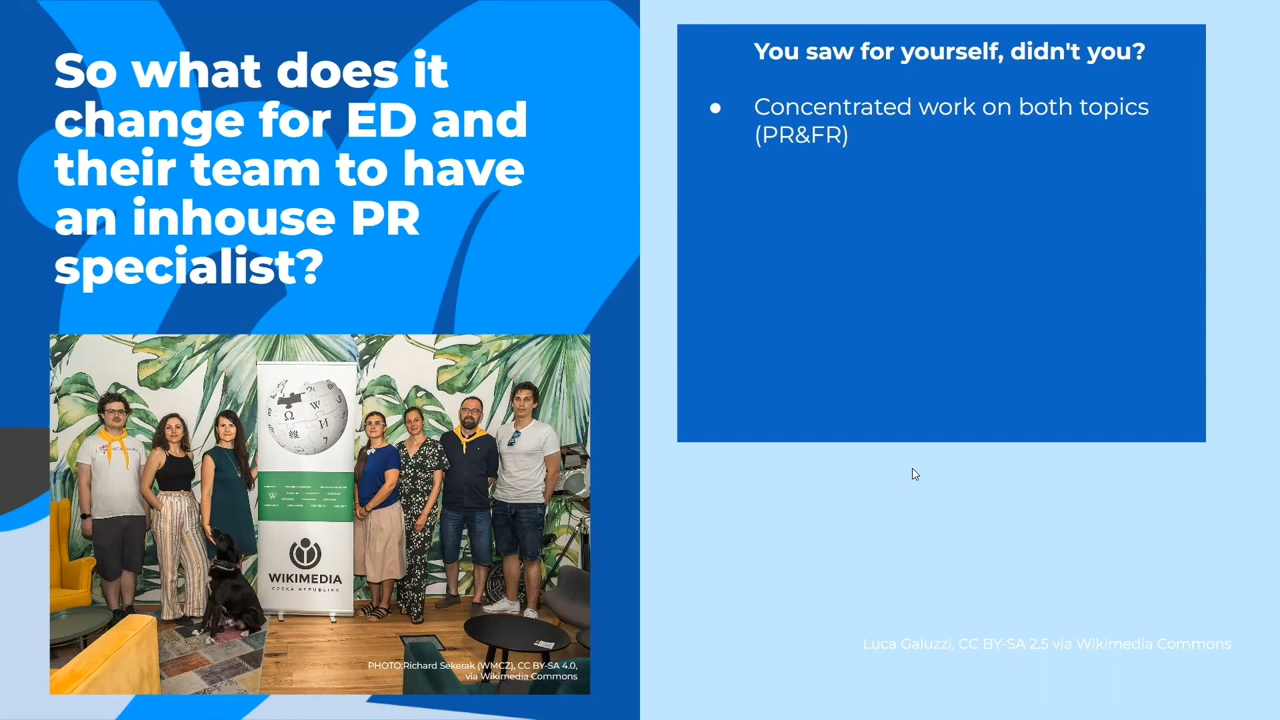 So what does it
change for ED and
their team to have
an inhouse PR
specialist?
You saw for yourself, didn't you?
● Concentrated work on both topics
(PR&FR)
Ω
W
И
W
WIKIMEDIA
ČESKÁ REPUBLIKA
PHOTO:Richard Sekerak (WMCZ), CC BY-SA 4.0,
via Wikimedia Commons
Luca Galuzzi, CC BY-SA 2.5 via Wikimedia Commons